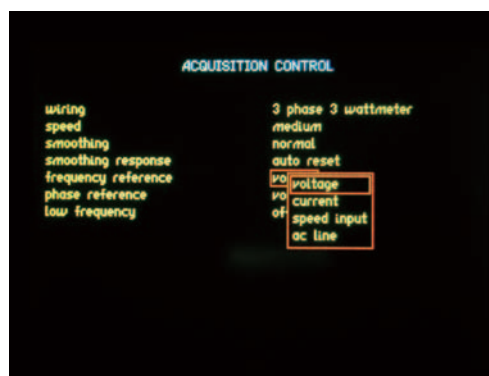 ACQUISITION CONTROL
wiring 3 phase 3 wattmeter
speed medium
smoothing normal
smoothing response auto reset
frequency reference vo voltage
phase reference vo current
low frequency of speed input
ac line